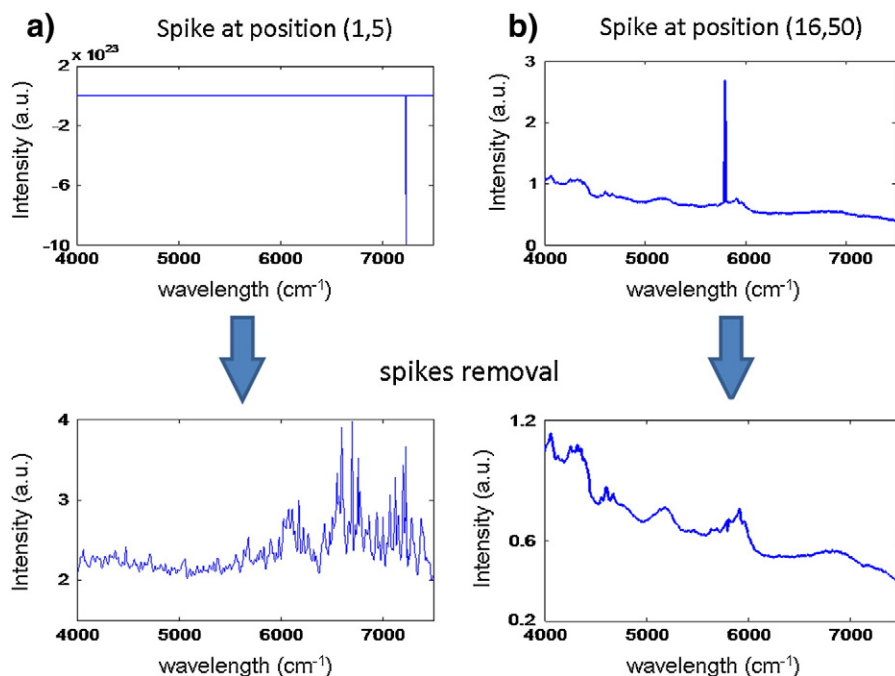 a) Spike at position (1,5)
x 10^23
2
-2
-6
-10
Intensity (a.u.)
4000 5000 6000 7000
wavelength (cm⁻¹)
b) Spike at position (16,50)
3
2
1
0
Intensity (a.u.)
4000 5000 6000 7000
wavelength (cm⁻¹)
spikes removal
4
3
2
Intensity (a.u.)
4000 5000 6000 7000
wavelength (cm⁻¹)
1.2
0.6
0.2
Intensity (a.u.)
4000 5000 6000 7000
wavelength (cm⁻¹)